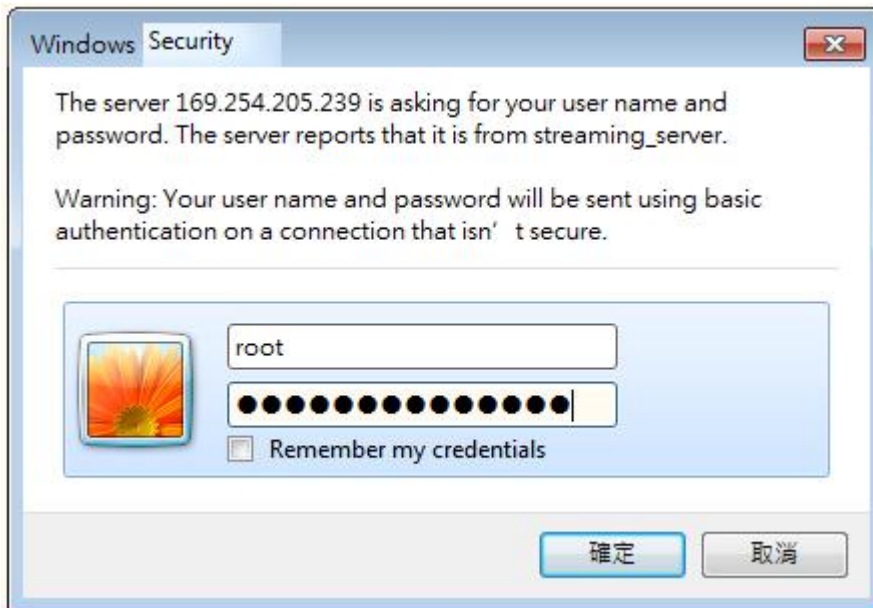 Windows Security
The server 169.254.205.239 is asking for your user name and
password. The server reports that it is from streaming_server.
Warning: Your user name and password will be sent using basic
authentication on a connection that isn’ t secure.
root
●●●●●●●●●●●●●●
Remember my credentials
確定 取消